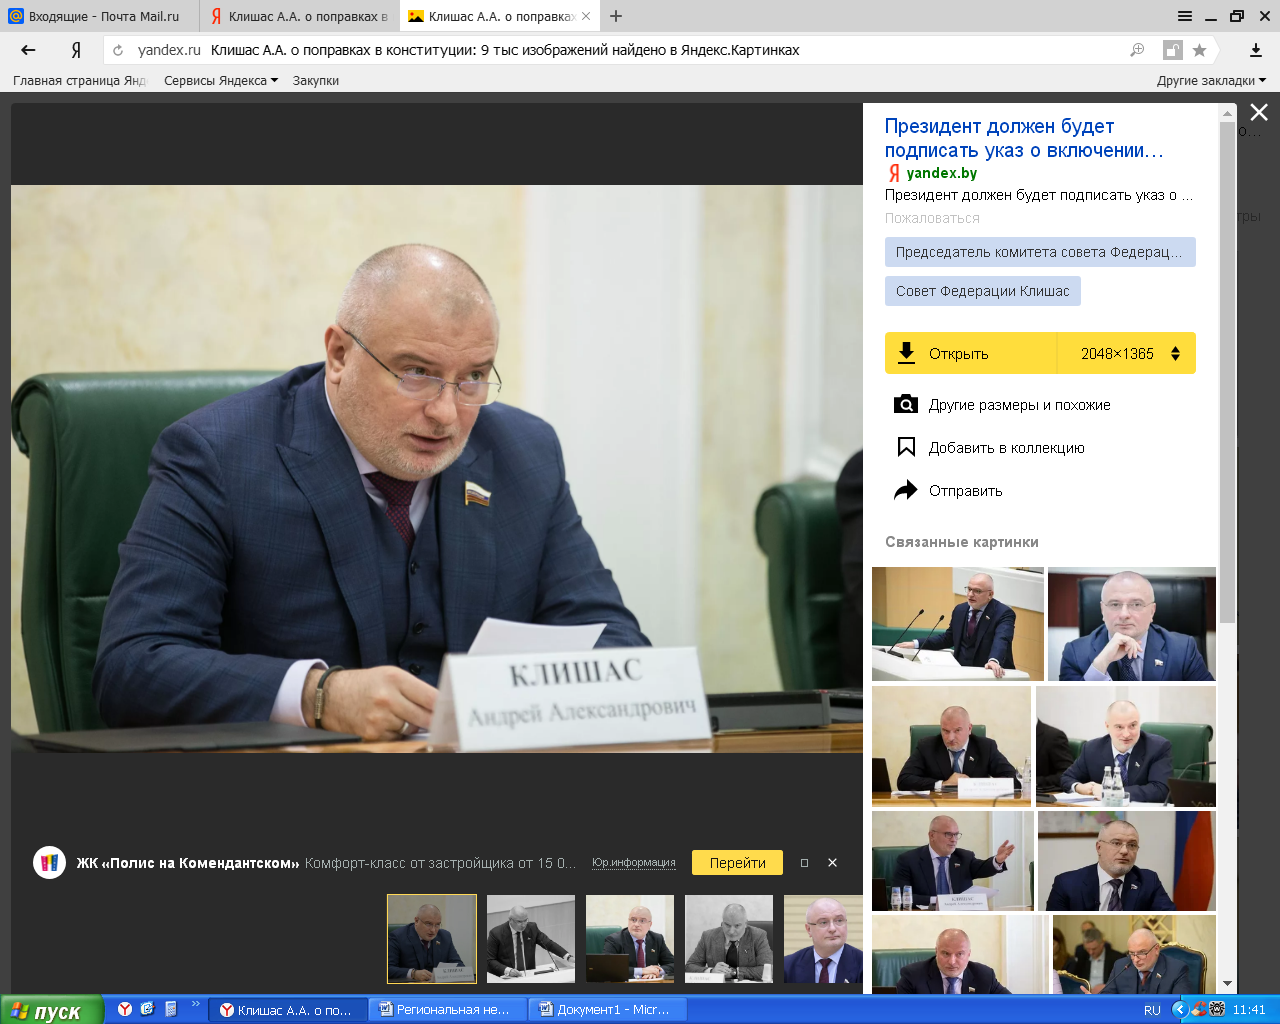 Входящие - Почта Mail.ru
Клишас А.А. о поправках в
Клишас А.А. о поправках
yandex.ru Клишас А.А. о поправках в конституции: 9 тыс изображений найдено в Яндекс.Картинках
Главная страница Янд
Сервисы Яндекса
Закупки
Другие закладки
Президент должен будет
подписать указ о включении…
yandex.by
Президент должен будет подписать указ о ...
Пожаловаться
Председатель комитета совета Федерац...
Совет Федерации Клишас
Открыть
2048×1365
Другие размеры и похожие
Добавить в коллекцию
Отправить
Связанные картинки
КЛИШАС
Андрей Александрович
ЖК «Полис на Комендантском» Комфорт-класс от застройщика от 15 0...
Юр.информация
Перейти
КЛИШАС
пуск
Клишас А.А. о по...
Региональная не...
Документ1 - Micr...
RU
11:41